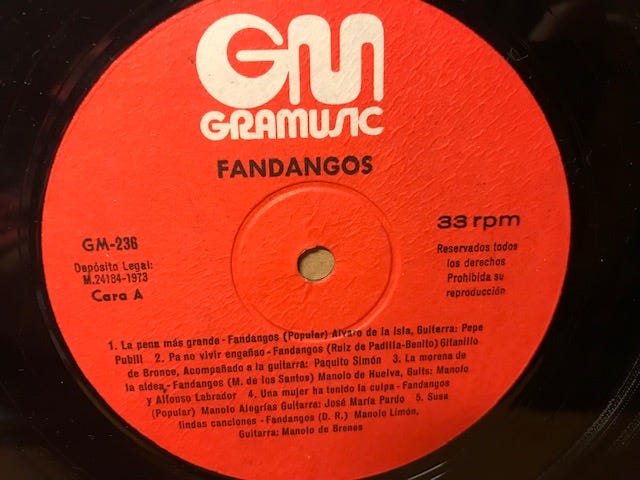 GM
GRAMUSIC
FANDANGOS
GM-236
Depósito Legal:
M.24184-1973
Cara A
33 rpm
Reservados todos
los derechos
Prohibida su
reproducción
1. La pena más grande - Fandangos (Popular) Alvaro de la Isla, Guitarra: Pepe
Pubill 2. Pa no vivir engañao - Fandangos (Ruiz de Padilla-Benito) Gitanillo
de Bronce, Acompañado a la guitarra: Paquito Simón 3. La morena de
la aldea, - Fandangos (M. de los Santos) Manolo de Huelva, Guits: Manolo
y Alfonso Labrador 4. Una mujer ha tenido la culpa - Fandangos
(Popular) Manolo Alegrías Guitarra: José María Pardo 5. Susa
lindas canciones - Fandangos (D. R.) Manolo Limón,
Guitarra: Manolo de Brenes